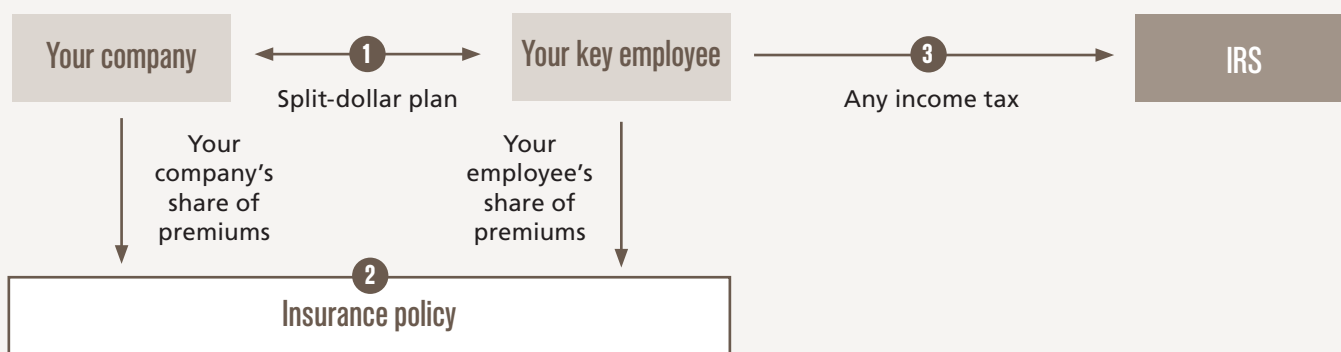 Your company
1
Your key employee
3
IRS
Split-dollar plan
Any income tax
Your
company’s
share of
premiums
Your
employee’s
share of
premiums
2
Insurance policy